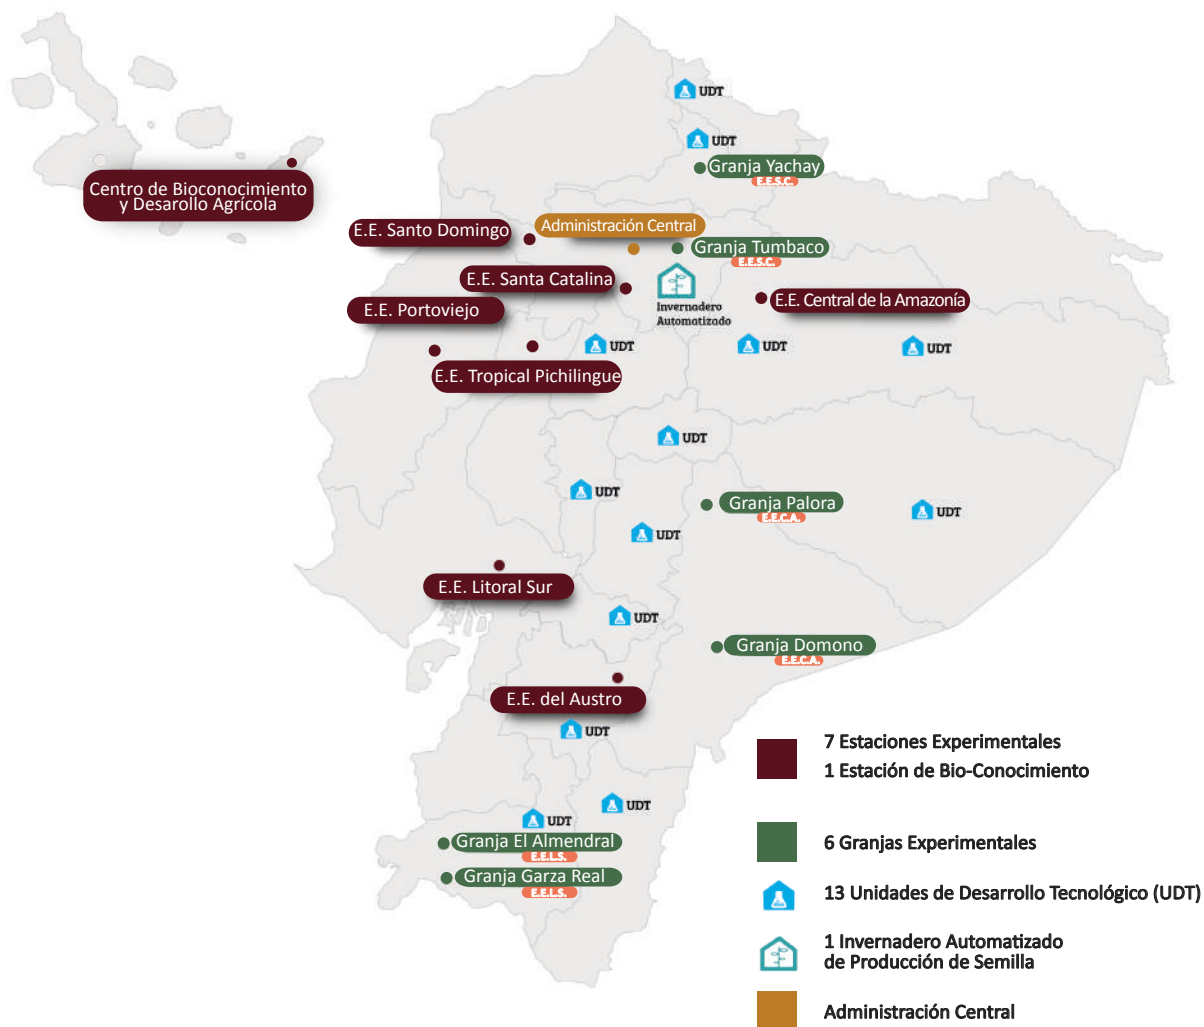 UDT
UDT
Granja Yachay
E.E.S.C.
Centro de Bioconocimiento
y Desarollo Agrícola
E.E. Santo Domingo
Administración Central
Granja Tumbaco
E.E.S.C.
E.E. Santa Catalina
Invernadero
Automatizado
E.E. Central de la Amazonía
E.E. Portoviejo
UDT
UDT
UDT
E.E. Tropical Pichilingue
UDT
UDT
Granja Palora
E.E.C.A.
UDT
UDT
E.E. Litoral Sur
UDT
Granja Domono
E.E.C.A.
E.E. del Austro
UDT
UDT
UDT
Granja El Almendral
E.E.L.S.
Granja Garza Real
E.E.L.S.
7 Estaciones Experimentales
1 Estación de Bio-Conocimiento
6 Granjas Experimentales
13 Unidades de Desarrollo Tecnológico (UDT)
1 Invernadero Automatizado
de Producción de Semilla
Administración Central